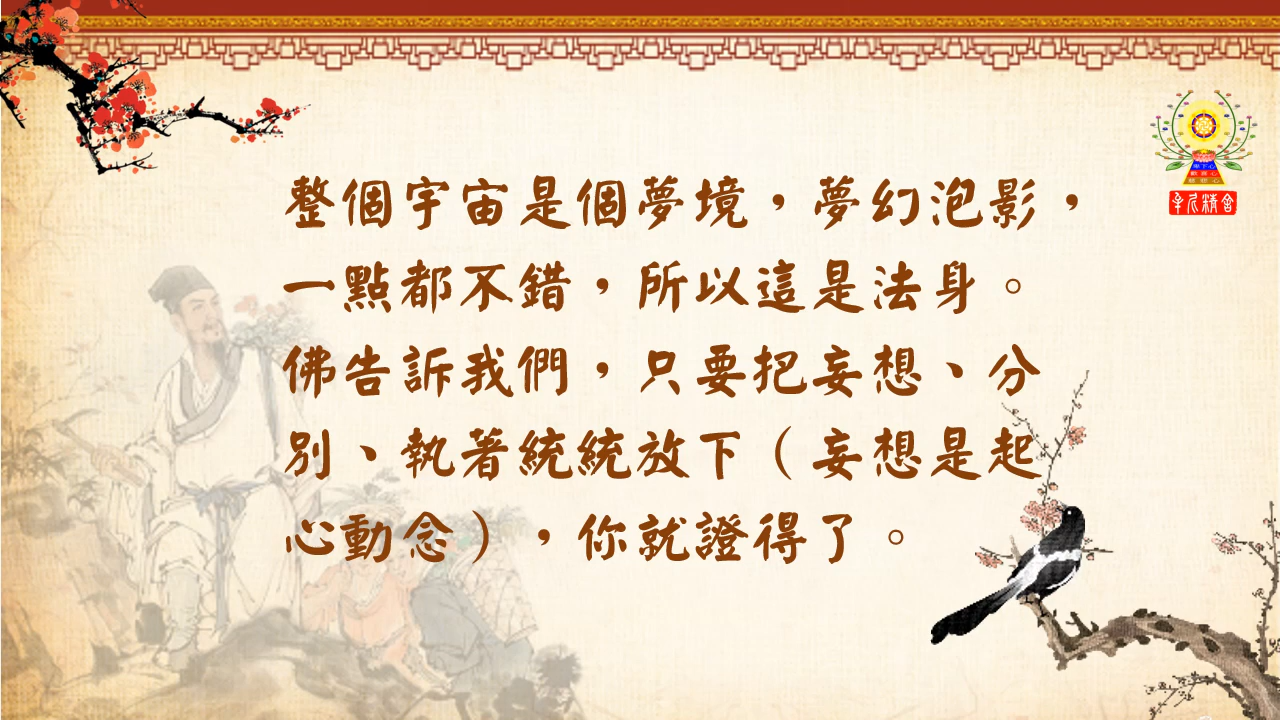 整個宇宙是個夢境，夢幻泡影，
一點都不錯，所以這是法身。
佛告訴我們，只要把妄想、分
別、執著統統放下（妄想是起
心動念），你就證得了。